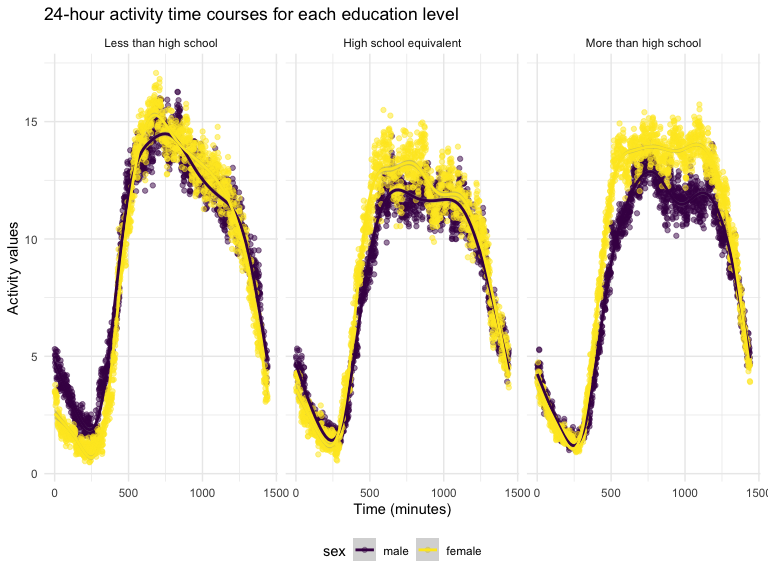 24-hour activity time courses for each education level
Less than high school
High school equivalent
More than high school
Activity values
15
10
5
0
0 500 1000 1500
0 500 1000 1500
0 500 1000 1500
Time (minutes)
sex male female